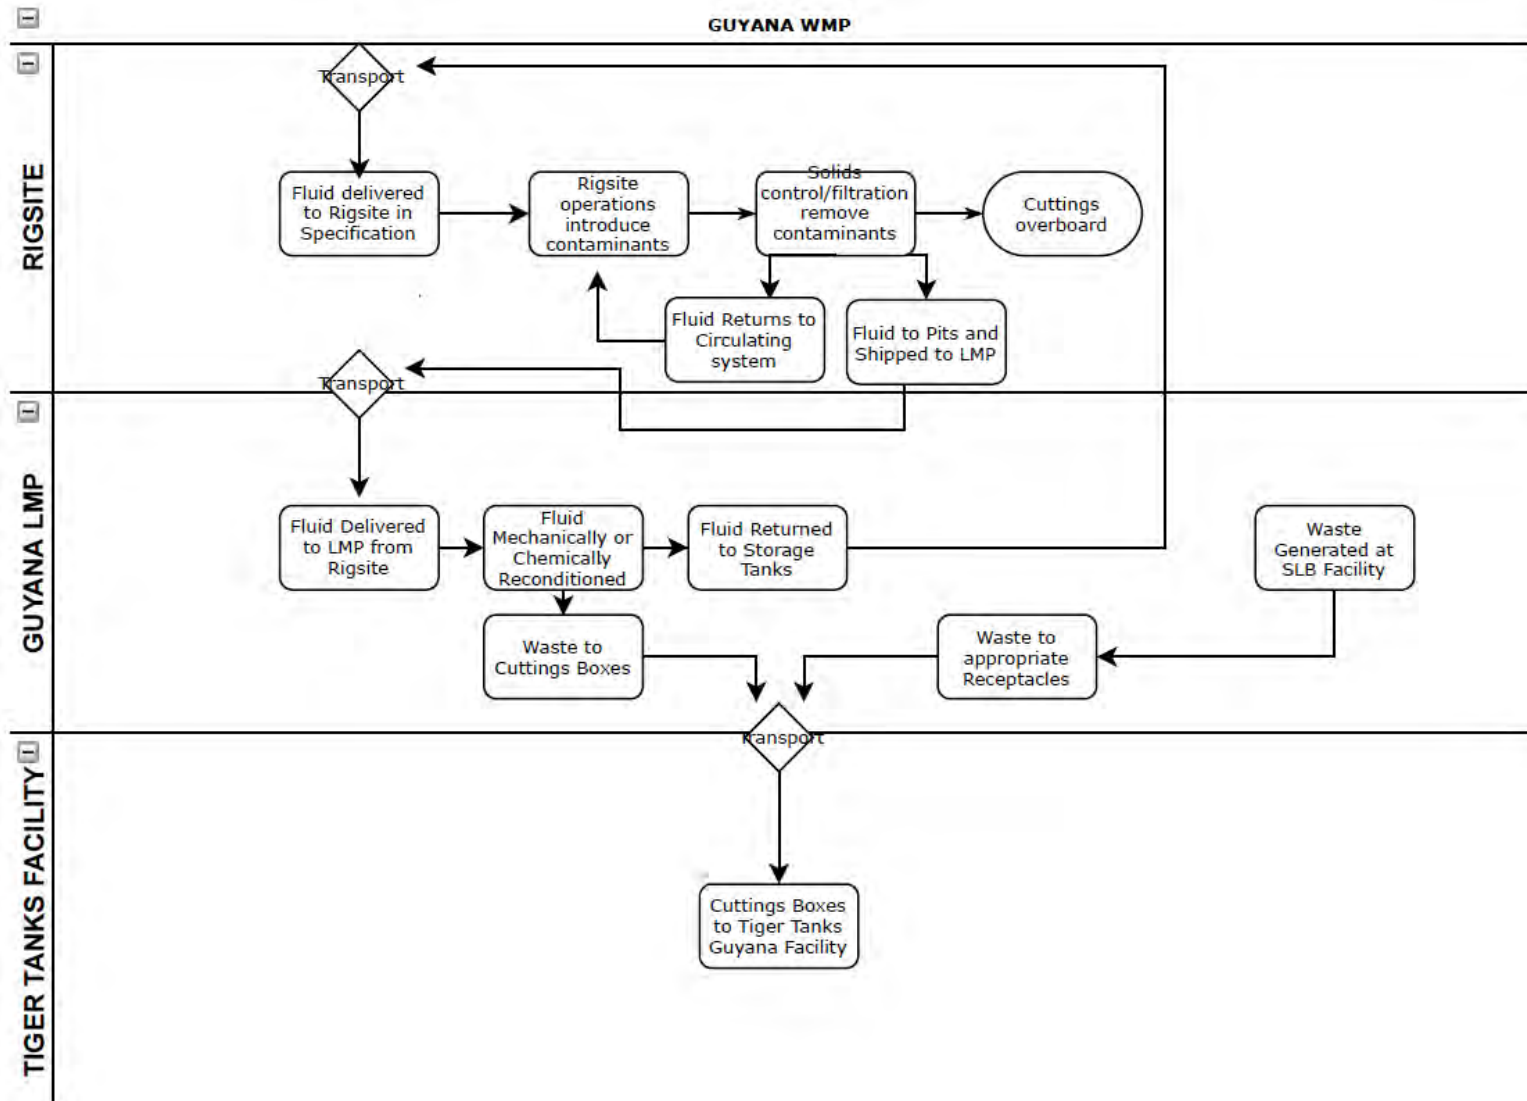 GUYANA WMP
RIGSITE
Transport
Fluid delivered
to Rigsite in
Specification
Rigsite
operations
introduce
contaminants
Solids
control/filtration
remove
contaminants
Cuttings
overboard
Fluid Returns to
Circulating
system
Fluid to Pits and
Shipped to LMP
Transport
GUYANA LMP
Fluid Delivered
to LMP from
Rigsite
Fluid
Mechanically or
Chemically
Reconditioned
Fluid Returned
to Storage
Tanks
Waste
Generated at
SLB Facility
Waste to
Cuttings Boxes
Waste to
appropriate
Receptacles
Transport
TIGER TANKS FACILITY
Cuttings Boxes
to Tiger Tanks
Guyana Facility